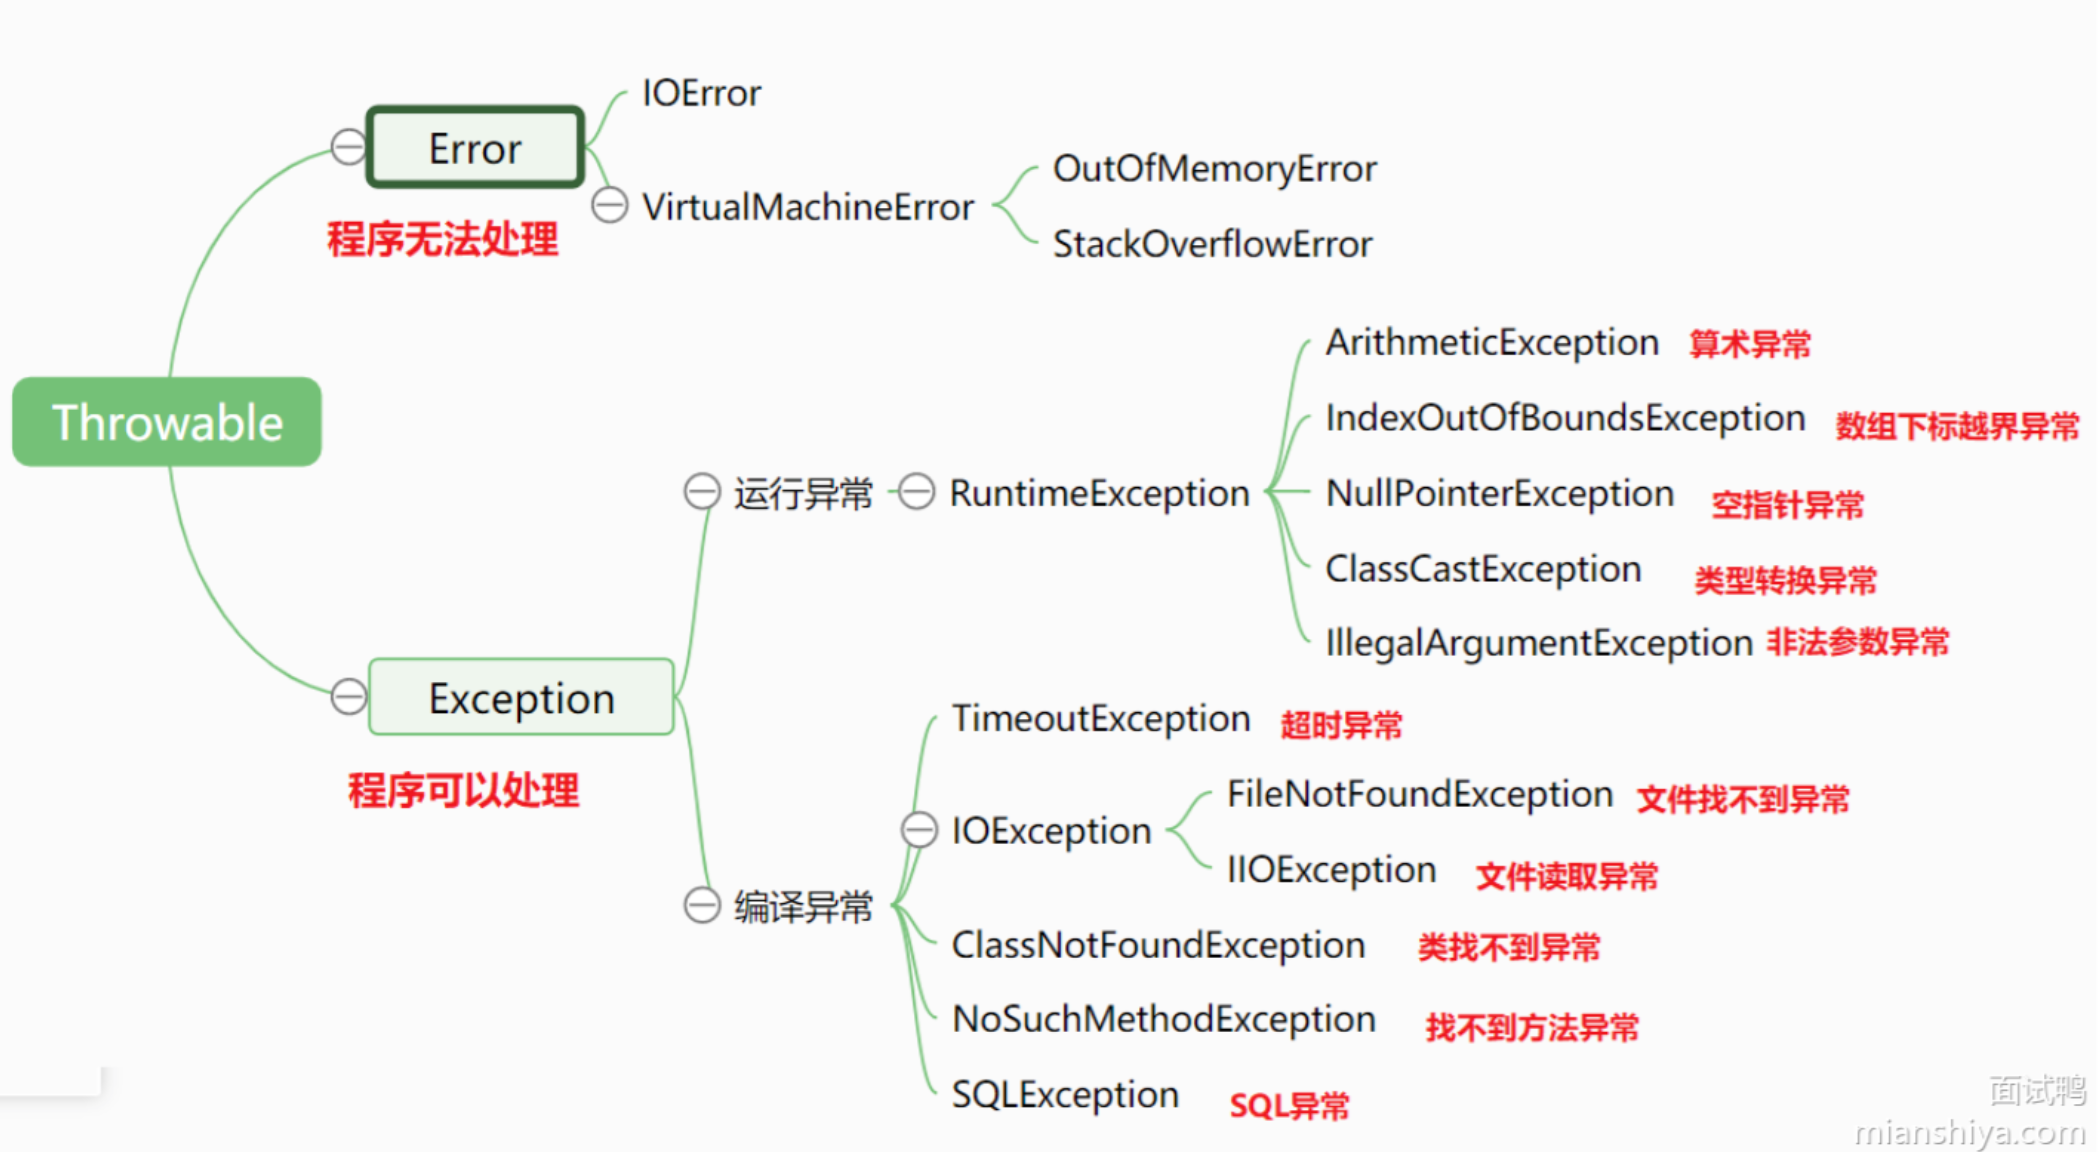 Throwable
Error
程序无法处理
IOError
VirtualMachineError
OutOfMemoryError
StackOverflowError
Exception
程序可以处理
运行异常
RuntimeException
ArithmeticException 算术异常
IndexOutOfBoundsException 数组下标越界异常
NullPointerException 空指针异常
ClassCastException 类型转换异常
IllegalArgumentException 非法参数异常
编译异常
TimeoutException 超时异常
IOException
FileNotFoundException 文件找不到异常
IIOException 文件读取异常
ClassNotFoundException 类找不到异常
NoSuchMethodException 找不到方法异常
SQLException SQL异常
面试鸭
mianshiya.com